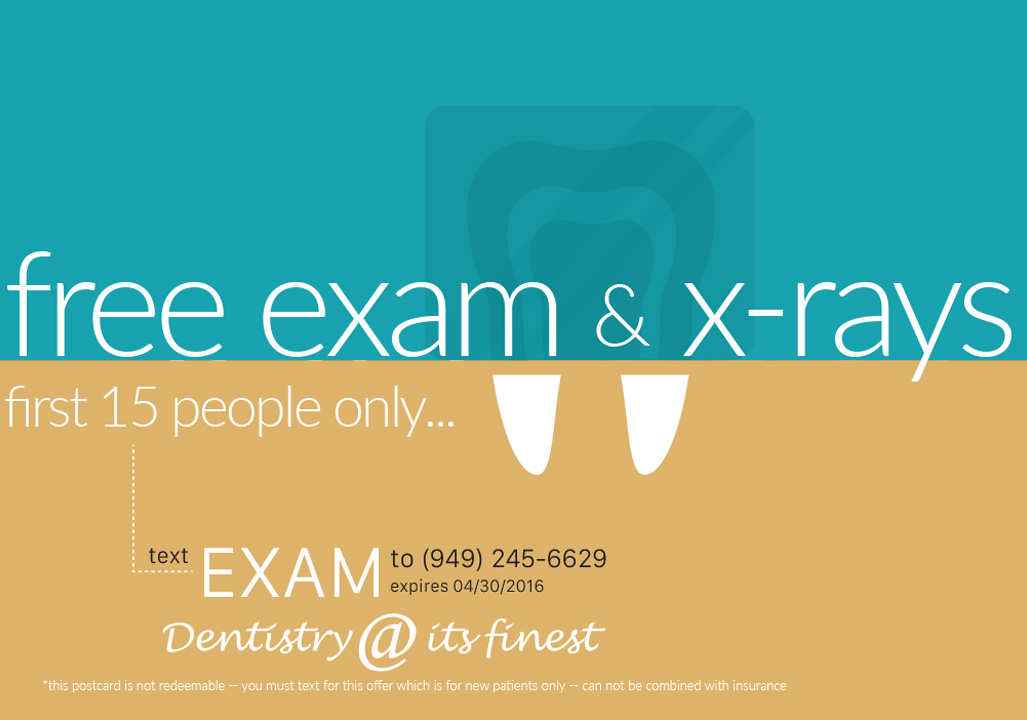 free exam & x-rays
first 15 people only...
text EXAM to (949) 245-6629
expires 04/30/2016
Dentistry @ its finest
*this postcard is not redeemable -- you must text for this offer which is for new patients only -- can not be combined with insurance